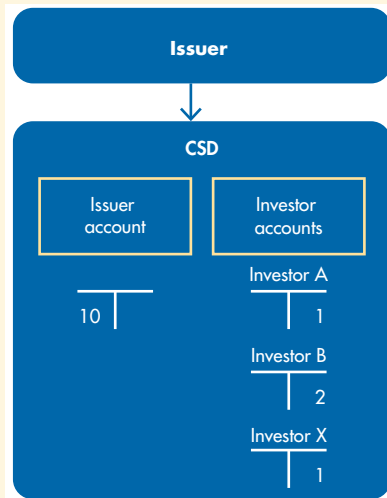 Issuer
CSD
Issuer
account
Investor
accounts
10
Investor A
1
Investor B
2
Investor X
1